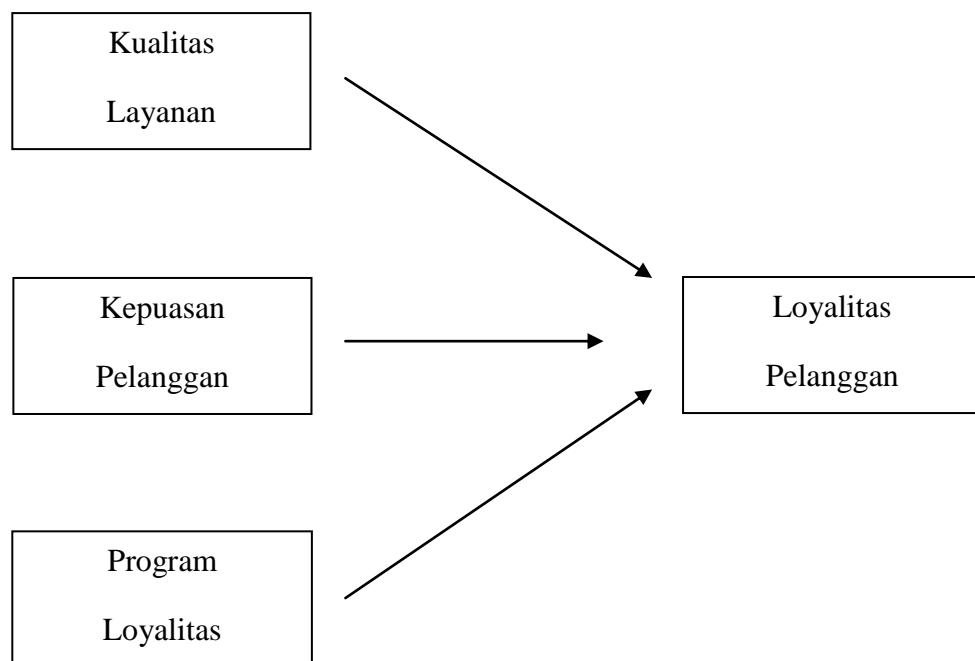 Kualitas
Layanan
Kepuasan
Pelanggan
Loyalitas
Pelanggan
Program
Loyalitas